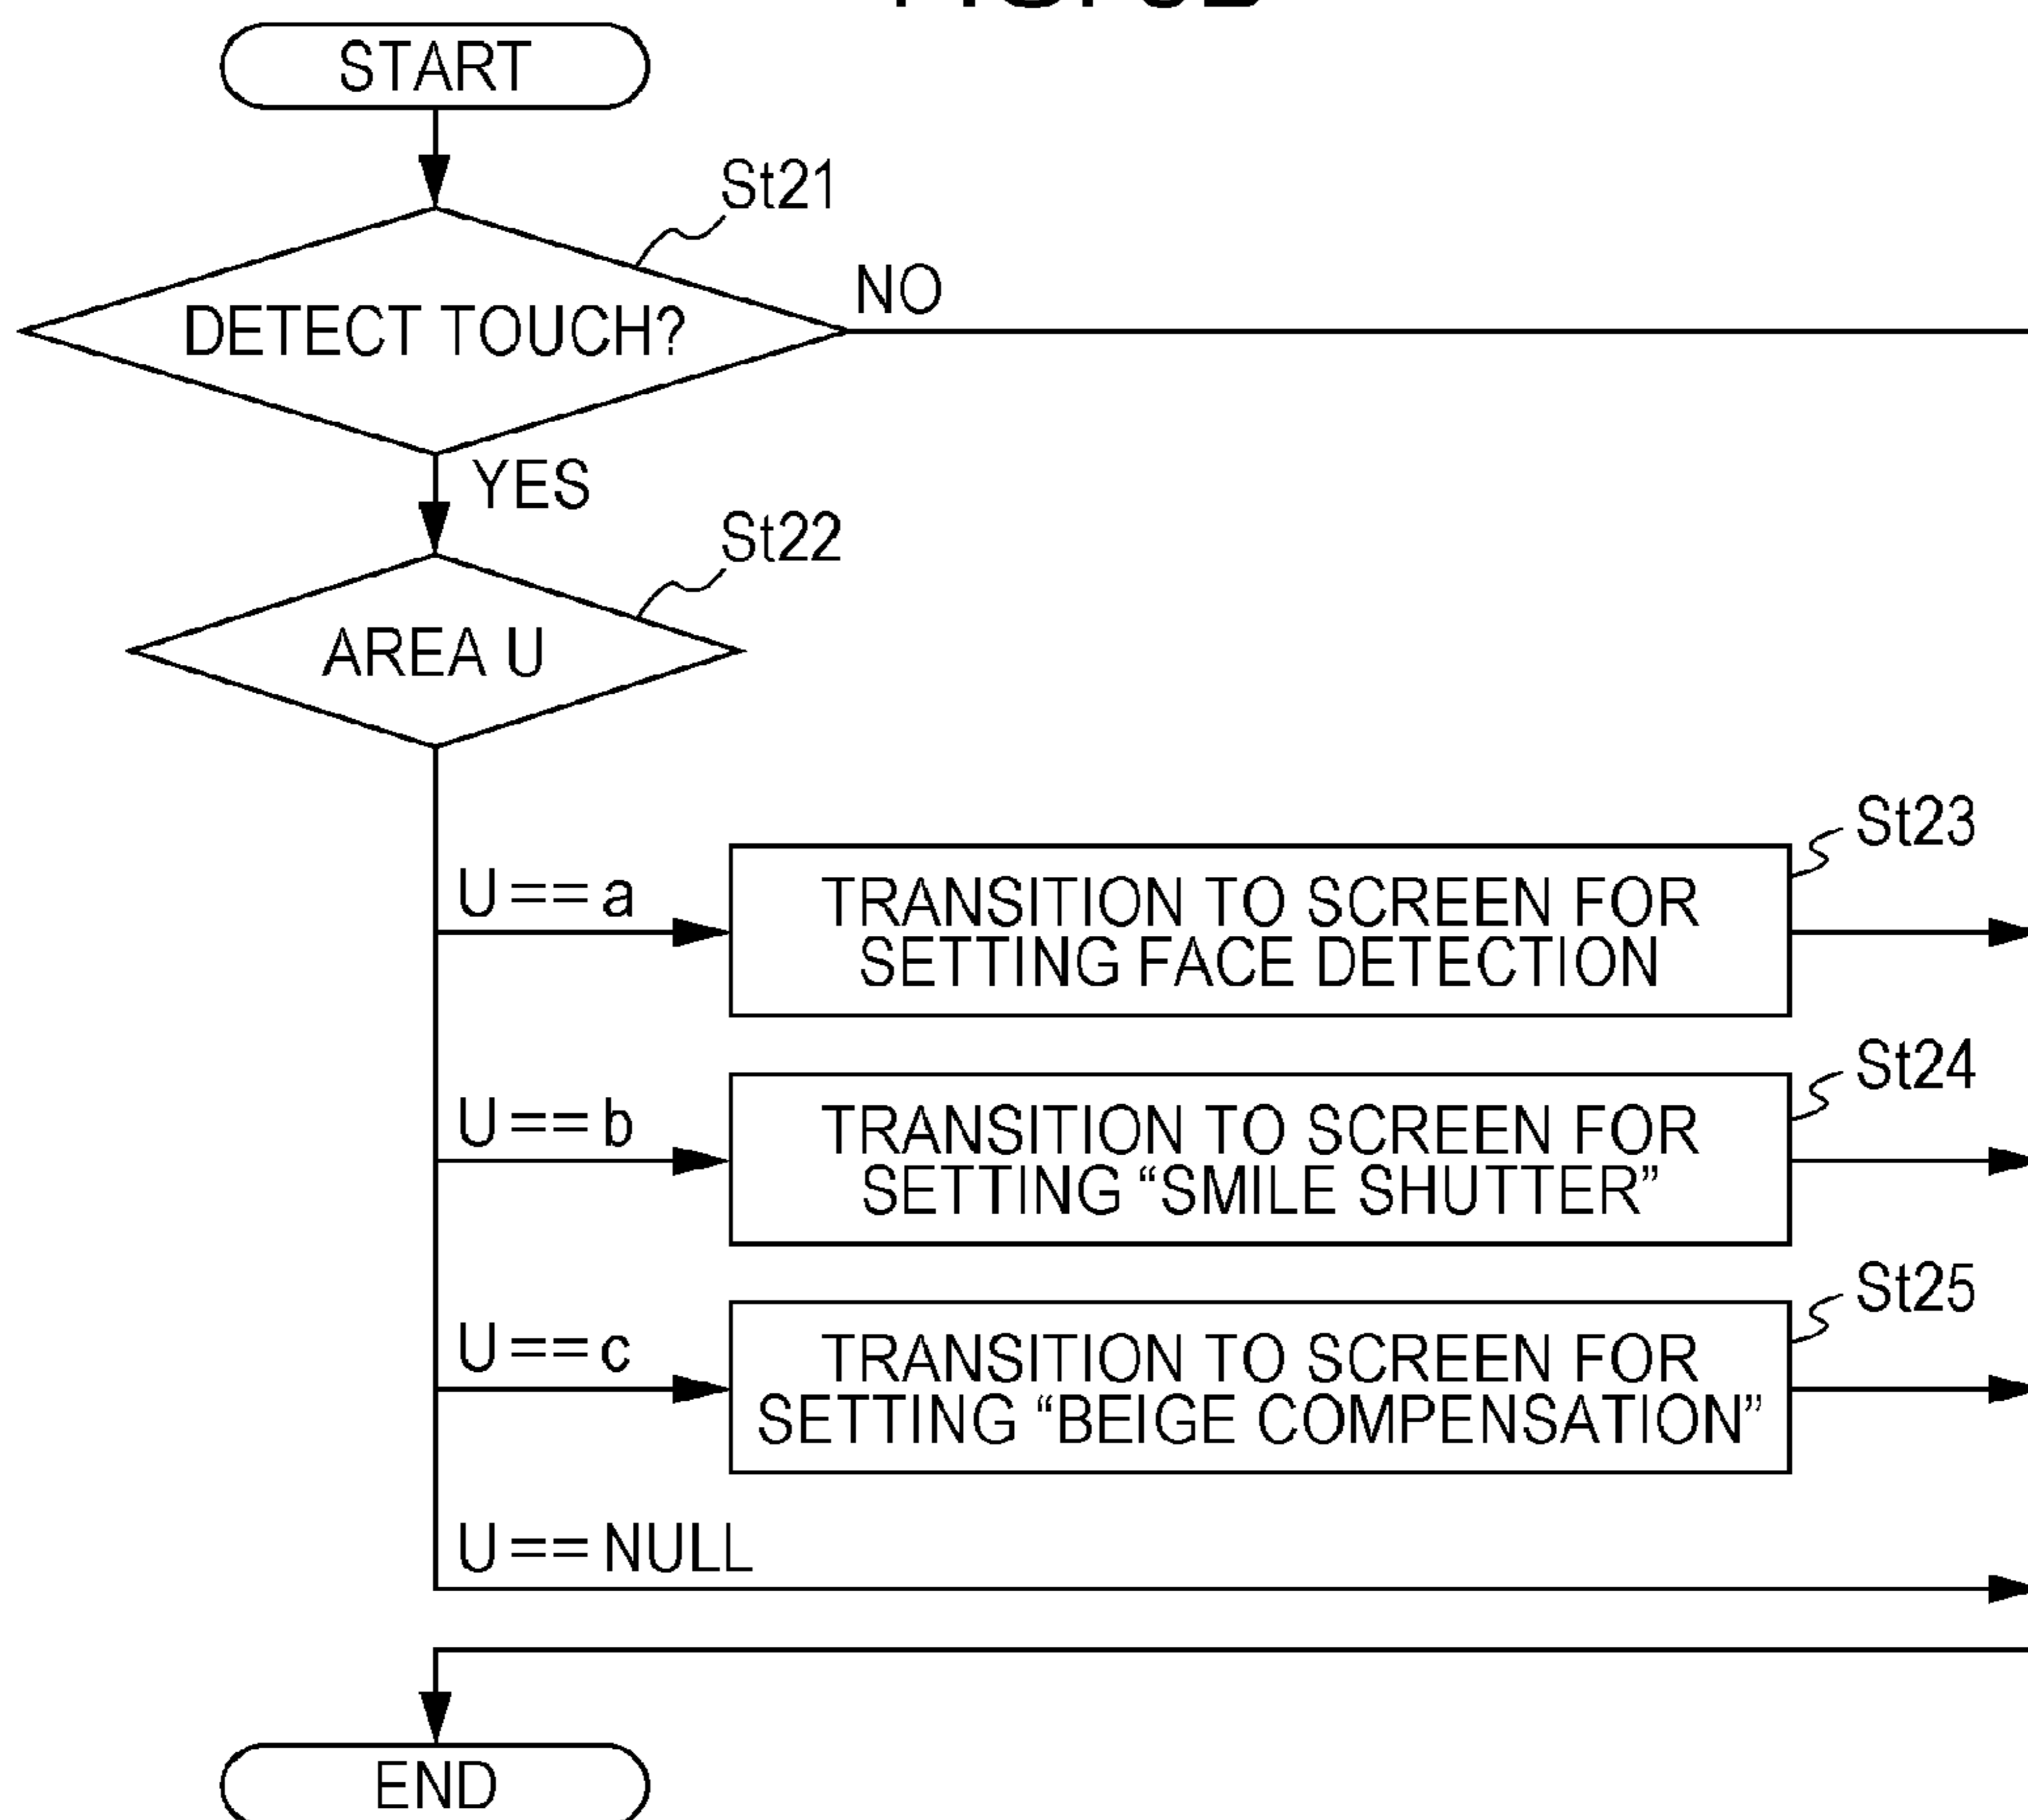 START
St21
DETECT TOUCH?
NO
YES
St22
AREA U
St23
U==a
TRANSITION TO SCREEN FOR
SETTING FACE DETECTION
St24
U==b
TRANSITION TO SCREEN FOR
SETTING “SMILE SHUTTER”
St25
U==c
TRANSITION TO SCREEN FOR
SETTING “BEIGE COMPENSATION”
U==NULL
END